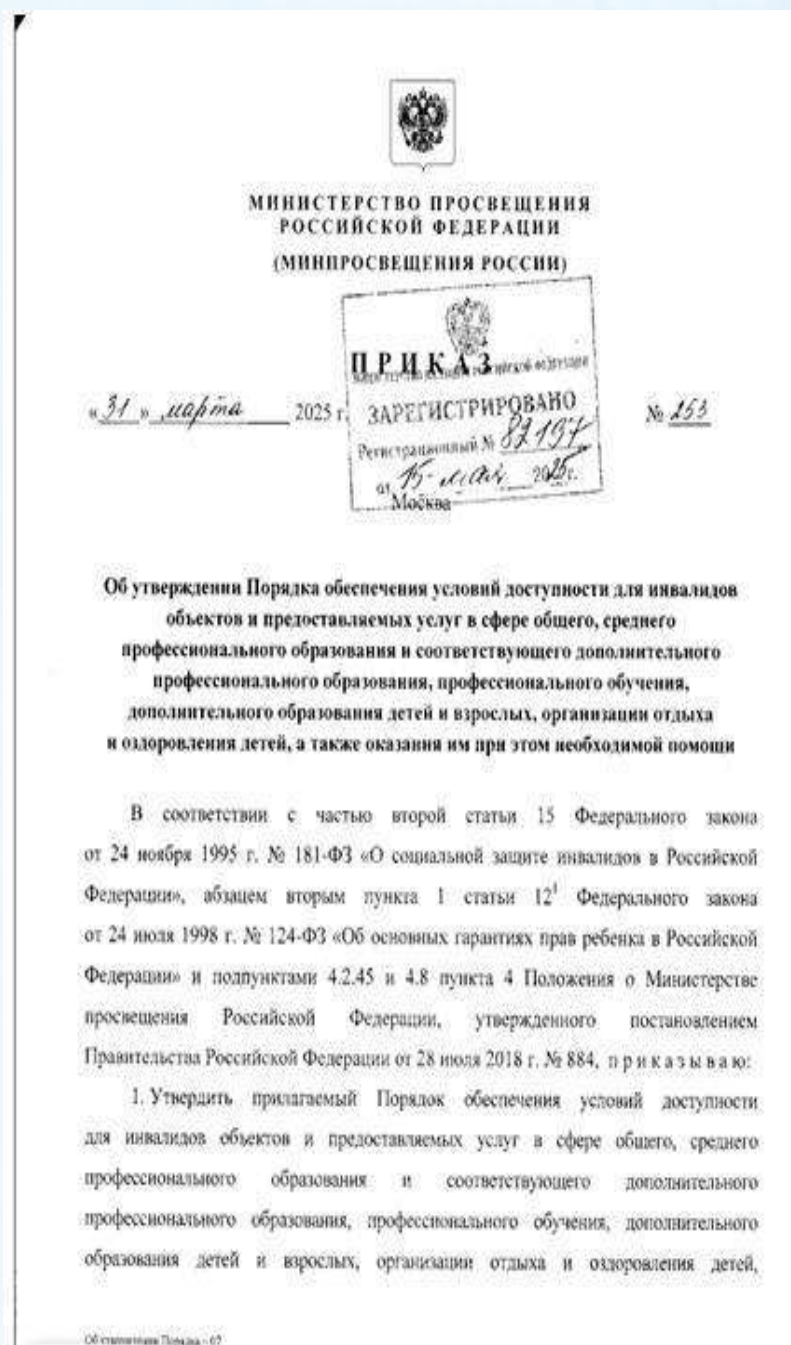 МИНИСТЕРСТВО ПРОСВЕЩЕНИЯ
РОССИЙСКОЙ ФЕДЕРАЦИИ
(МИНПРОСВЕЩЕНИЯ РОССИИ)
ПРИКАЗ
ЗАРЕГИСТРИРОВАНО
Регистрационный № 82197
от 15 мая 2025 г.
«31» марта 2025 г.
№ 253
Москва
Об утверждении Порядка обеспечения условий доступности для инвалидов
объектов и предоставляемых услуг в сфере общего, среднего
профессионального образования и соответствующего дополнительного
профессионального образования, профессионального обучения,
дополнительного образования детей и взрослых, организации отдыха
и оздоровления детей, а также оказания им при этом необходимой помощи
В соответствии с частью второй статьи 15 Федерального закона
от 24 ноября 1995 г. № 181-ФЗ «О социальной защите инвалидов в Российской
Федерации», абзацем вторым пункта 1 статьи 12¹ Федерального закона
от 24 июля 1998 г. № 124-ФЗ «Об основных гарантиях прав ребенка в Российской
Федерации» и подпунктами 4.2.45 и 4.8 пункта 4 Положения о Министерстве
просвещения Российской Федерации, утвержденного постановлением
Правительства Российской Федерации от 28 июля 2018 г. № 884, п р и к а з ы в а ю:
1. Утвердить прилагаемый Порядок обеспечения условий доступности
для инвалидов объектов и предоставляемых услуг в сфере общего, среднего
профессионального образования и соответствующего дополнительного
профессионального образования, профессионального обучения, дополнительного
образования детей и взрослых, организации отдыха и оздоровления детей,
Об утверждении Порядка - 07